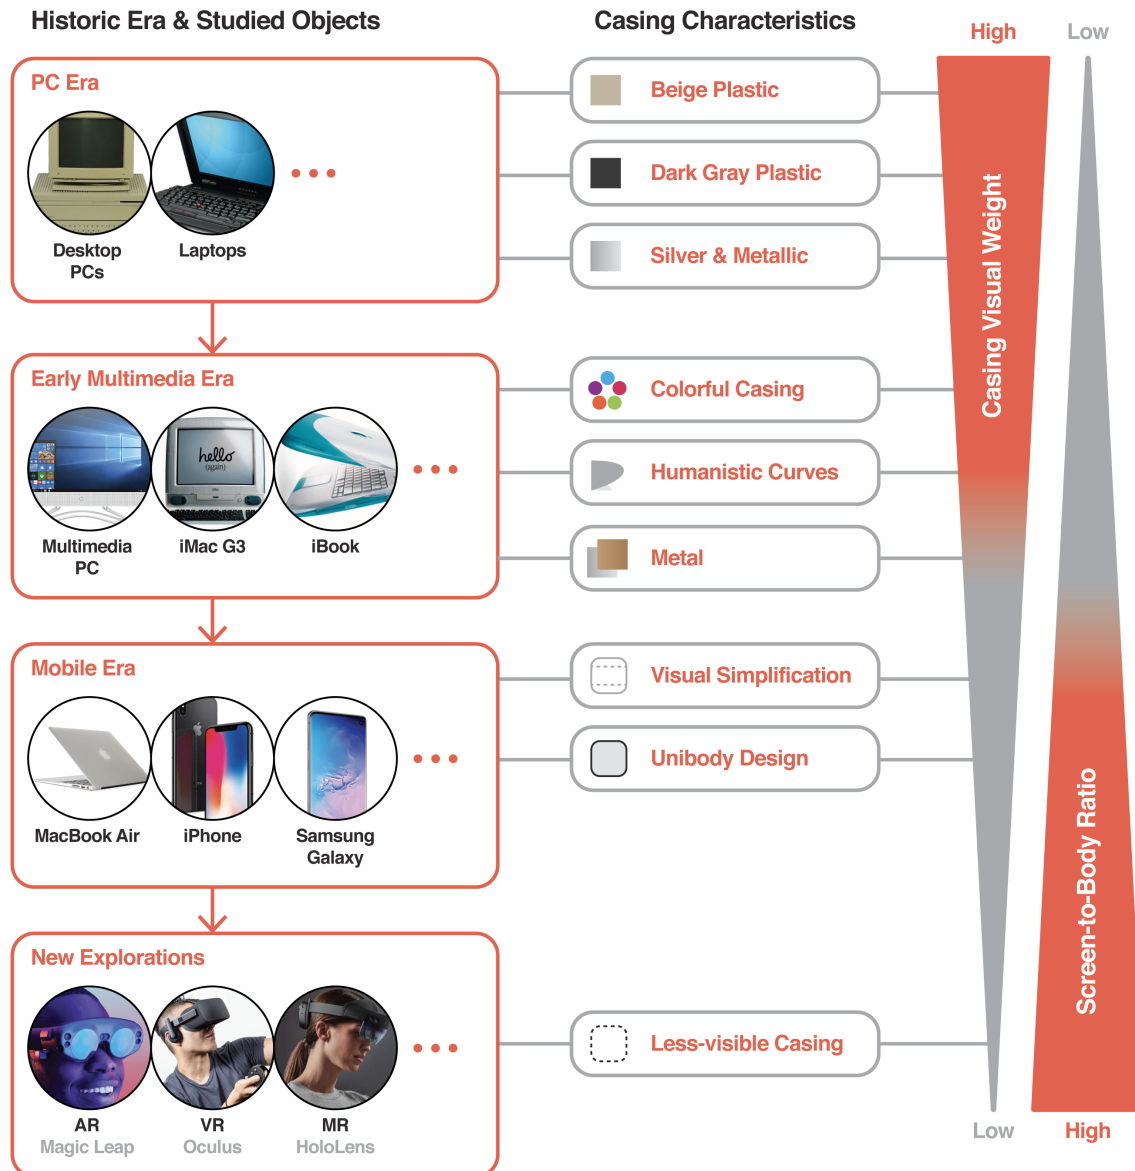 Historic Era & Studied Objects
Casing Characteristics
High
Low
PC Era
Desktop
PCs
Laptops
Beige Plastic
Dark Gray Plastic
Silver & Metallic
Early Multimedia Era
hello
(again)
Multimedia
PC
iMac G3
iBook
Colorful Casing
Humanistic Curves
Metal
Mobile Era
MacBook Air
iPhone
Samsung
Galaxy
Visual Simplification
Unibody Design
New Explorations
AR
Magic Leap
VR
Oculus
MR
HoloLens
Less-visible Casing
Casing Visual Weight
Screen-to-Body Ratio
Low
High